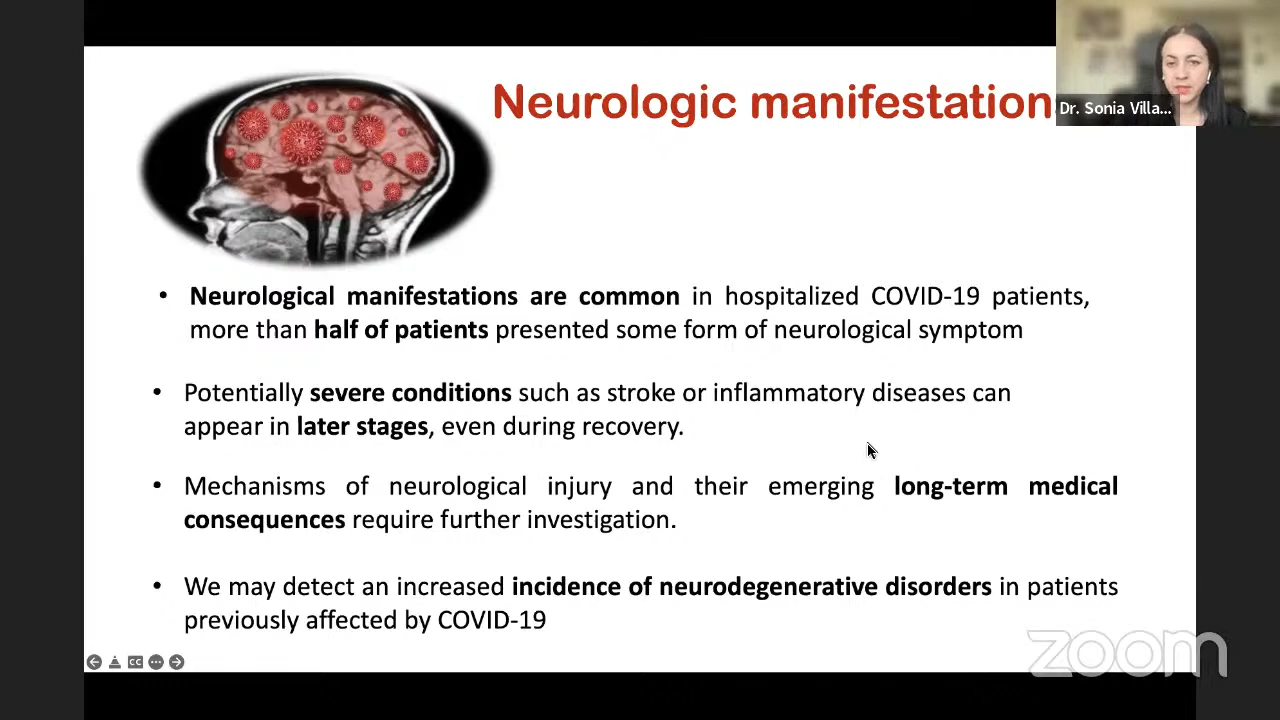 Neurologic manifestation
Dr. Sonia Villa...
• Neurological manifestations are common in hospitalized COVID-19 patients,
more than half of patients presented some form of neurological symptom
• Potentially severe conditions such as stroke or inflammatory diseases can
appear in later stages, even during recovery.
• Mechanisms of neurological injury and their emerging long-term medical
consequences require further investigation.
• We may detect an increased incidence of neurodegenerative disorders in patients
previously affected by COVID-19
CC
zoom